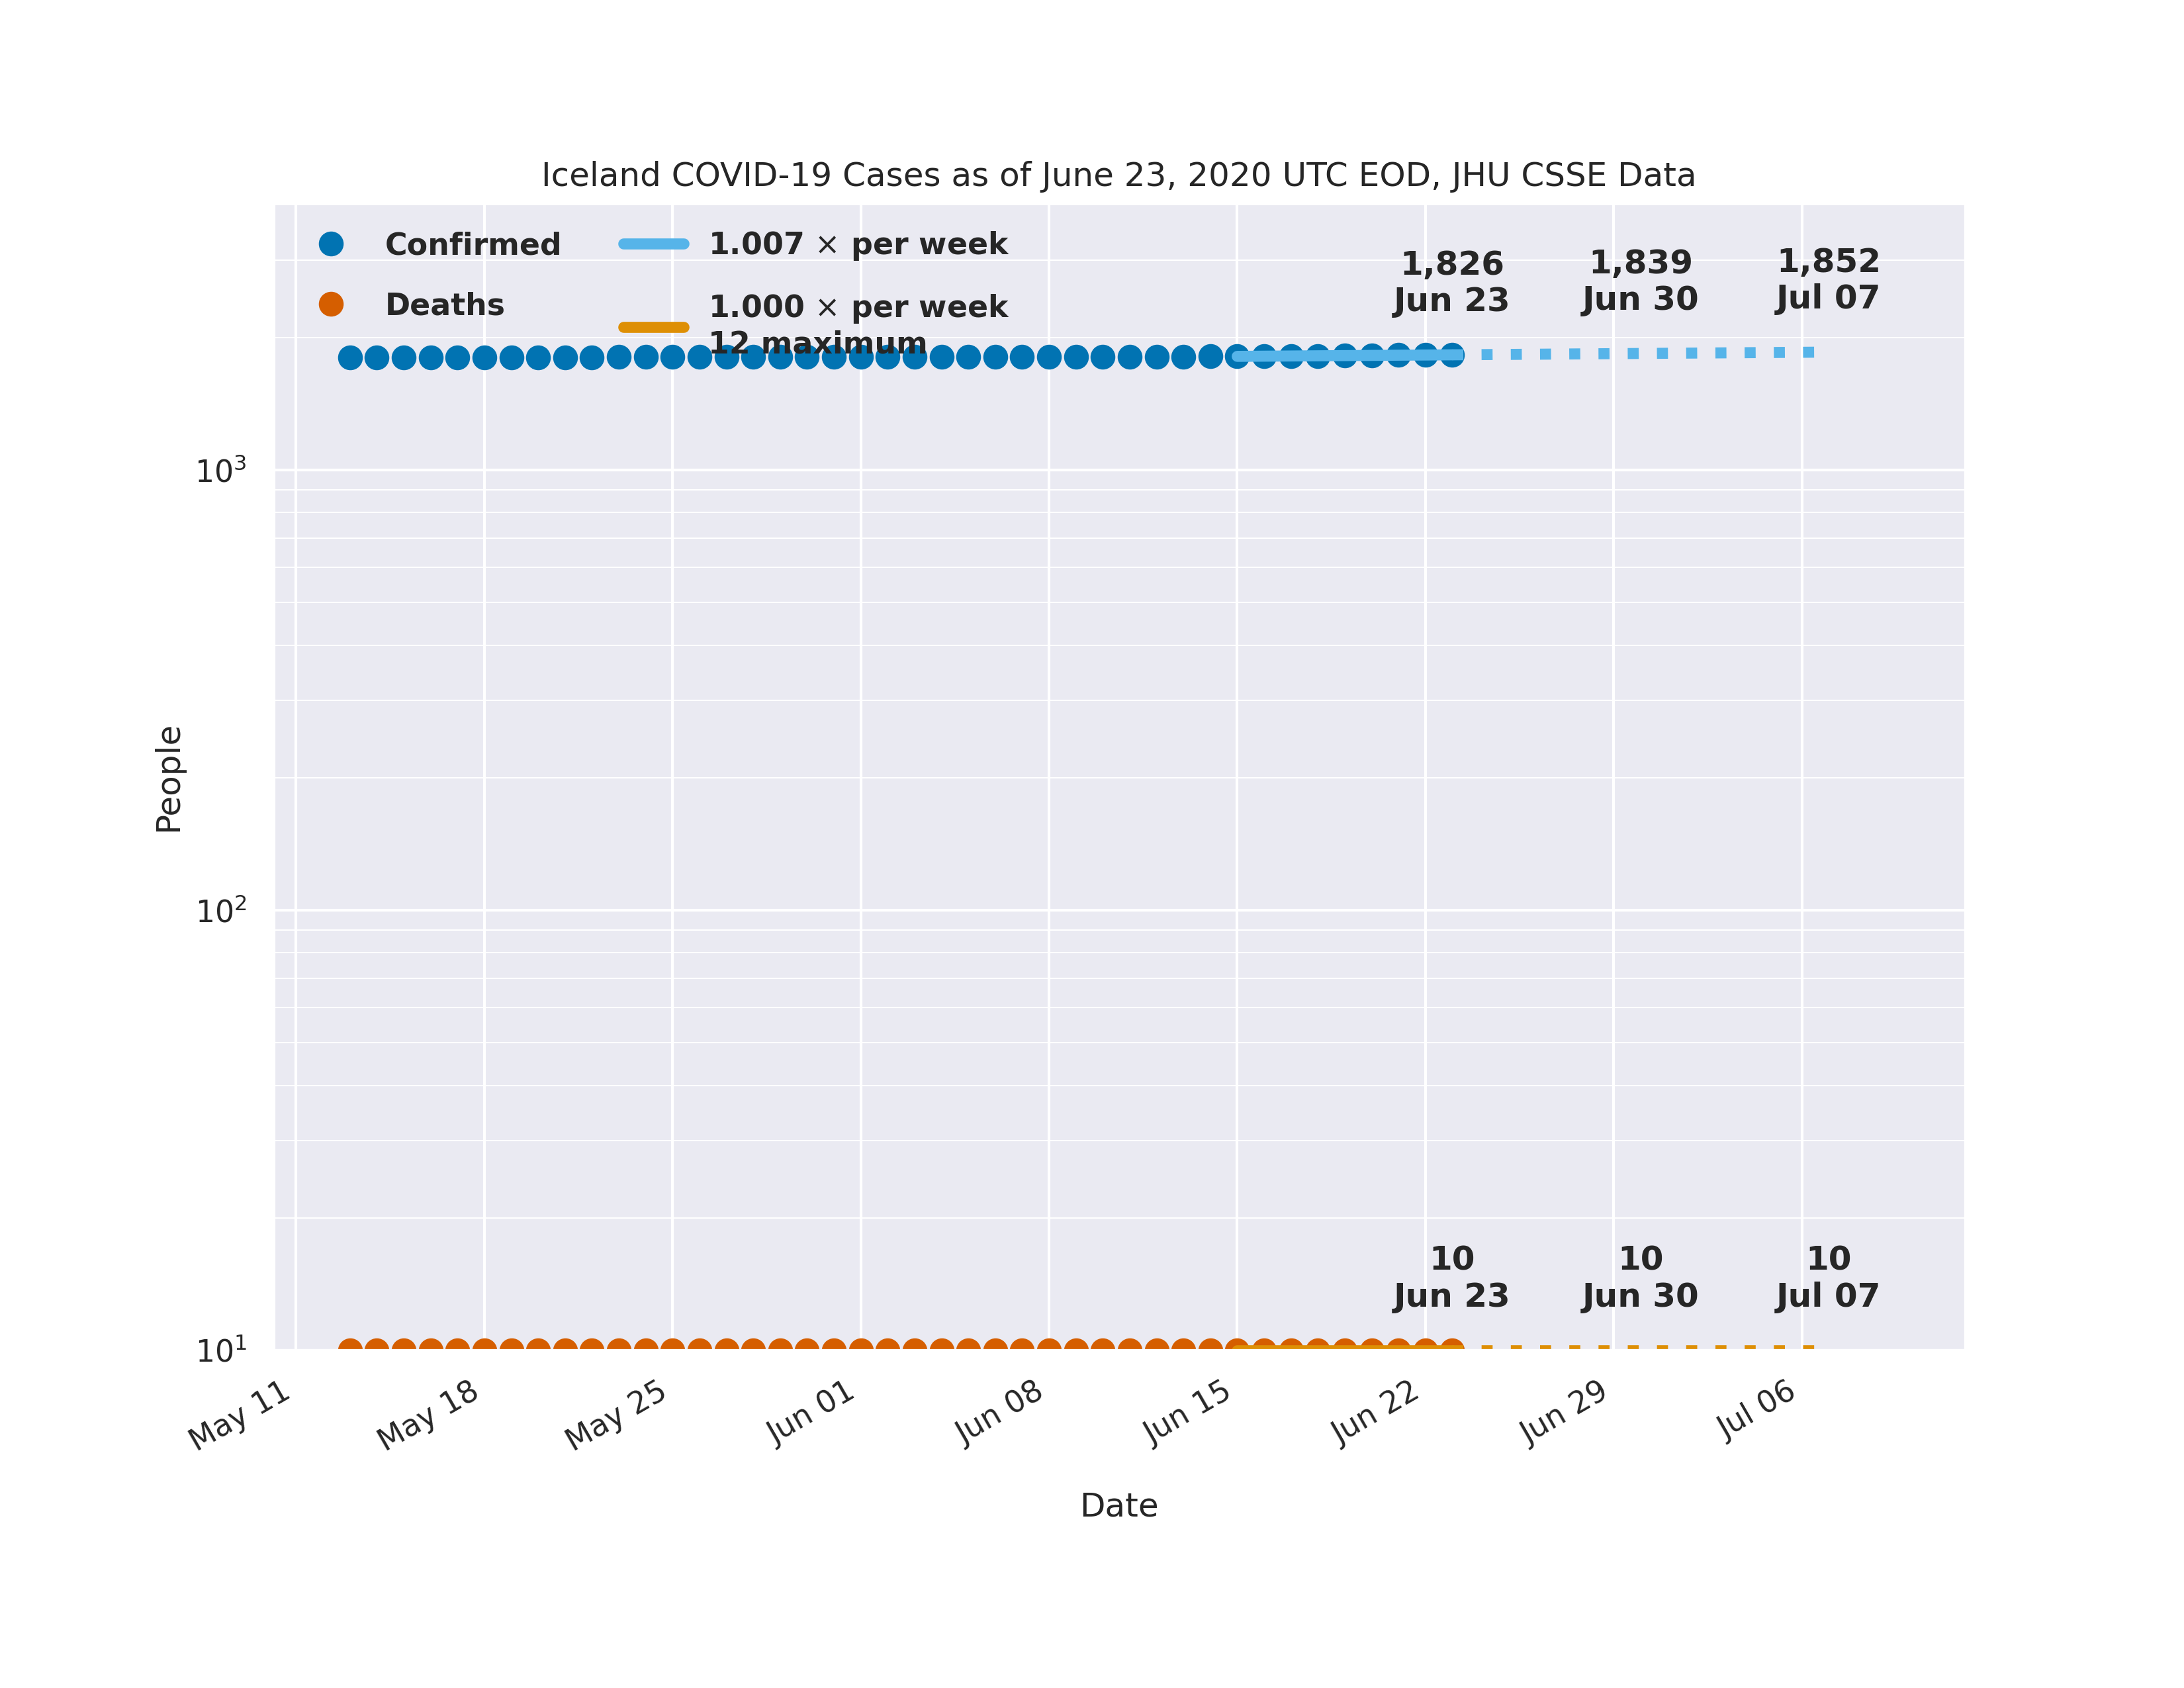 Iceland COVID-19 Cases as of June 23, 2020 UTC EOD, JHU CSSE Data
Confirmed
Deaths
1.007 × per week
1.000 × per week
12 maximum
1,826
Jun 23
1,839
Jun 30
1,852
Jul 07
10³
10²
10¹
People
10
Jun 23
10
Jun 30
10
Jul 07
May 11
May 18
May 25
Jun 01
Jun 08
Jun 15
Jun 22
Jun 29
Jul 06
Date